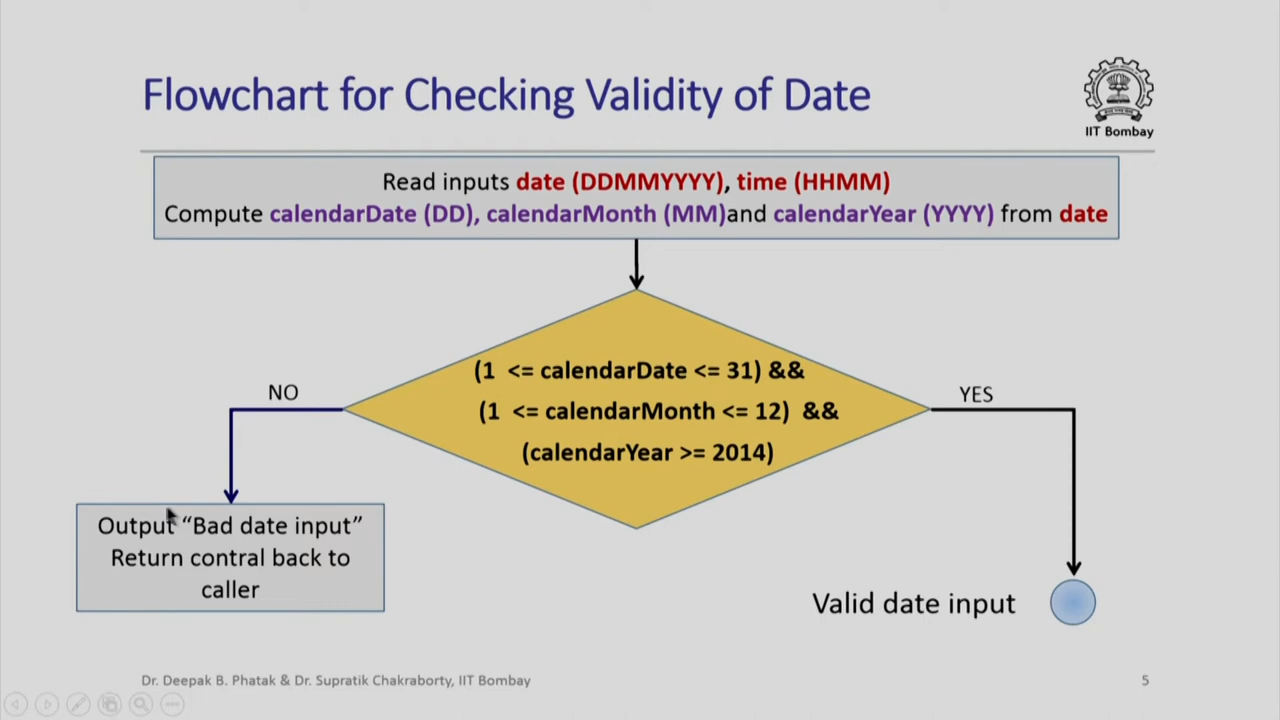 Flowchart for Checking Validity of Date
IIT Bombay
Read inputs date (DDMMYYYY), time (HHMM)
Compute calendarDate (DD), calendarMonth (MM)and calendarYear (YYYY) from date
(1 <= calendarDate <= 31) &&
(1 <= calendarMonth <= 12) &&
(calendarYear >= 2014)
NO
YES
Output “Bad date input”
Return contral back to
caller
Valid date input
Dr. Deepak B. Phatak & Dr. Supratik Chakraborty, IIT Bombay
5